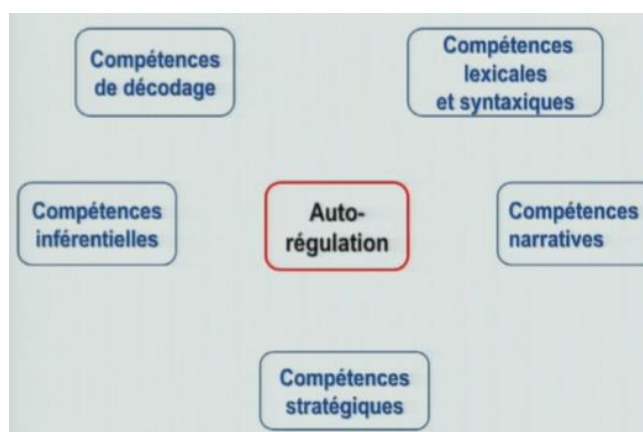 Compétences
de décodage
Compétences
lexicales
et syntaxiques
Compétences
inférentielles
Auto-
régulation
Compétences
narratives
Compétences
stratégiques